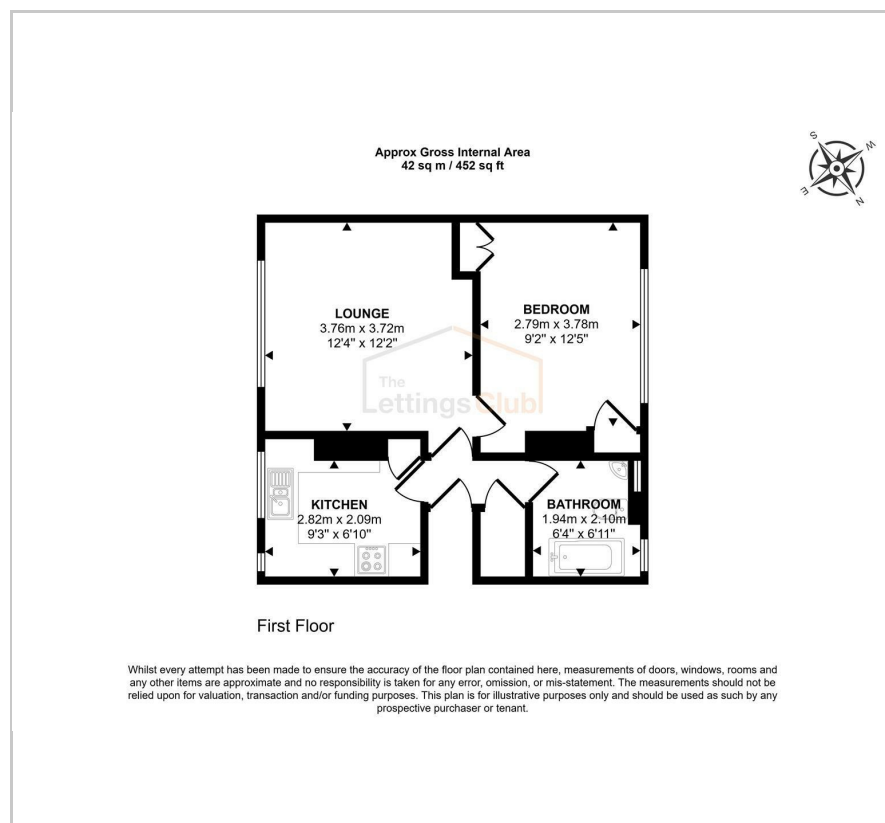 Approx Gross Internal Area
42 sq m / 452 sq ft
S
W
E
N
LOUNGE
3.76m x 3.72m
12'4" x 12'2"
BEDROOM
2.79m x 3.78m
9'2" x 12'5"
The
Lettings Club
KITCHEN
2.82m x 2.09m
9'3" x 6'10"
BATHROOM
1.94m x 2.10m
6'4" x 6'11"
First Floor
Whilst every attempt has been made to ensure the accuracy of the floor plan contained here, measurements of doors, windows, rooms and
any other items are approximate and no responsibility is taken for any error, omission, or mis-statement. The measurements should not be
relied upon for valuation, transaction and/or funding purposes. This plan is for illustrative purposes only and should be used as such by any
prospective purchaser or tenant.